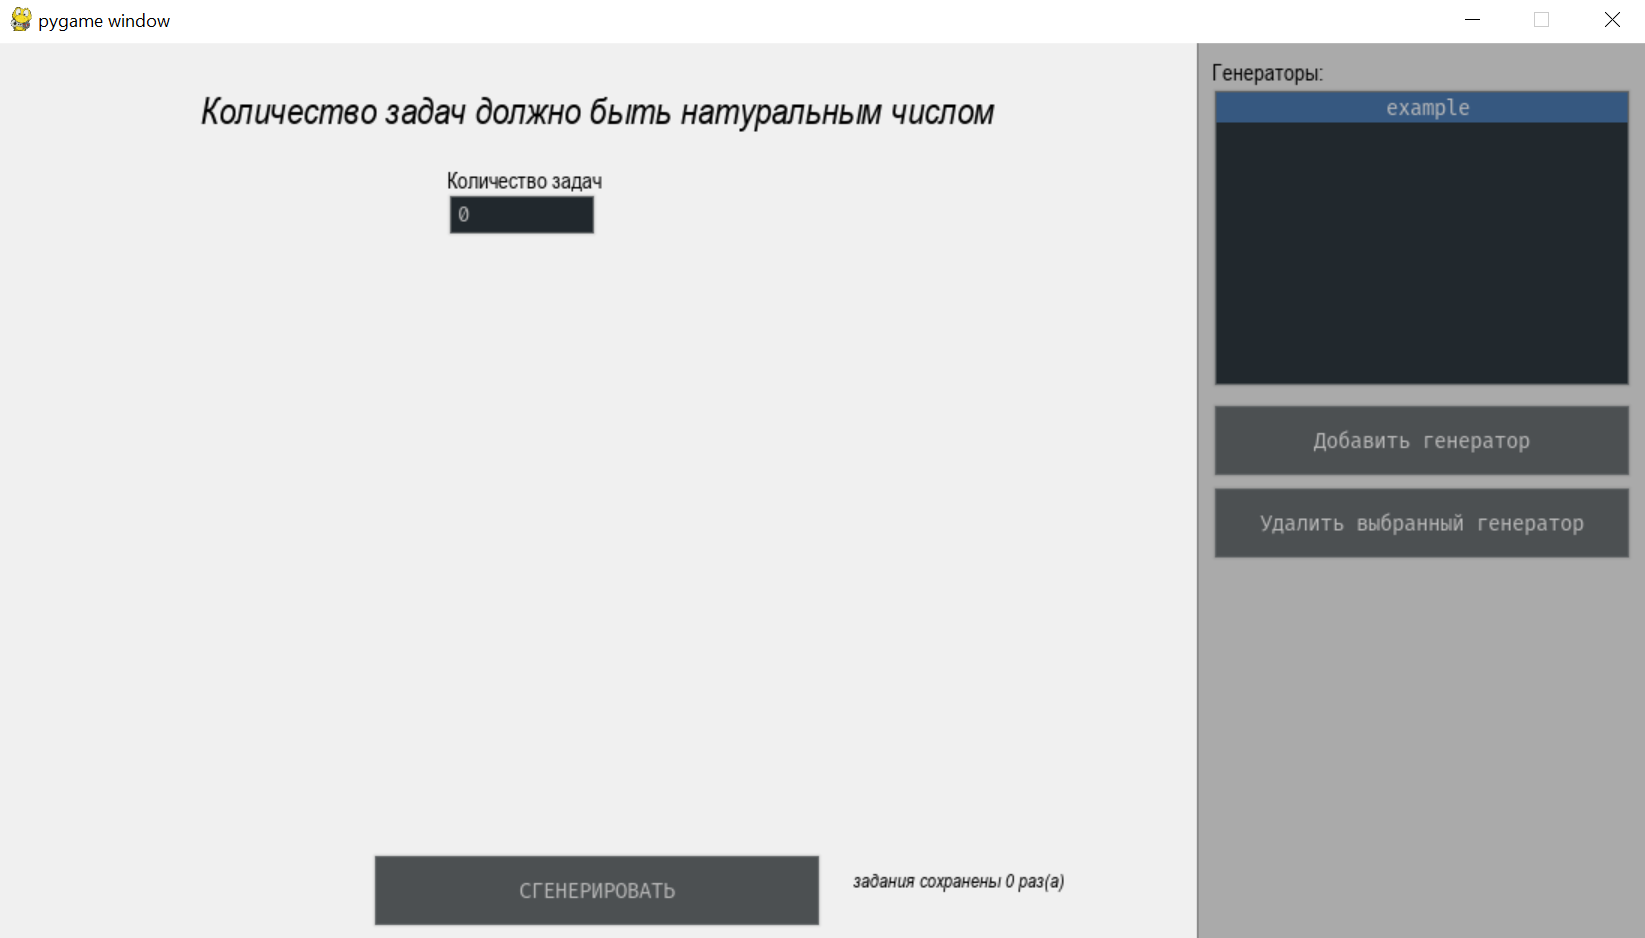 pygame window
Количество задач должно быть натуральным числом
Количество задач
0
СГЕНЕРИРОВАТЬ
задания сохранены 0 раз(а)
Генераторы:
example
Добавить генератор
Удалить выбранный генератор